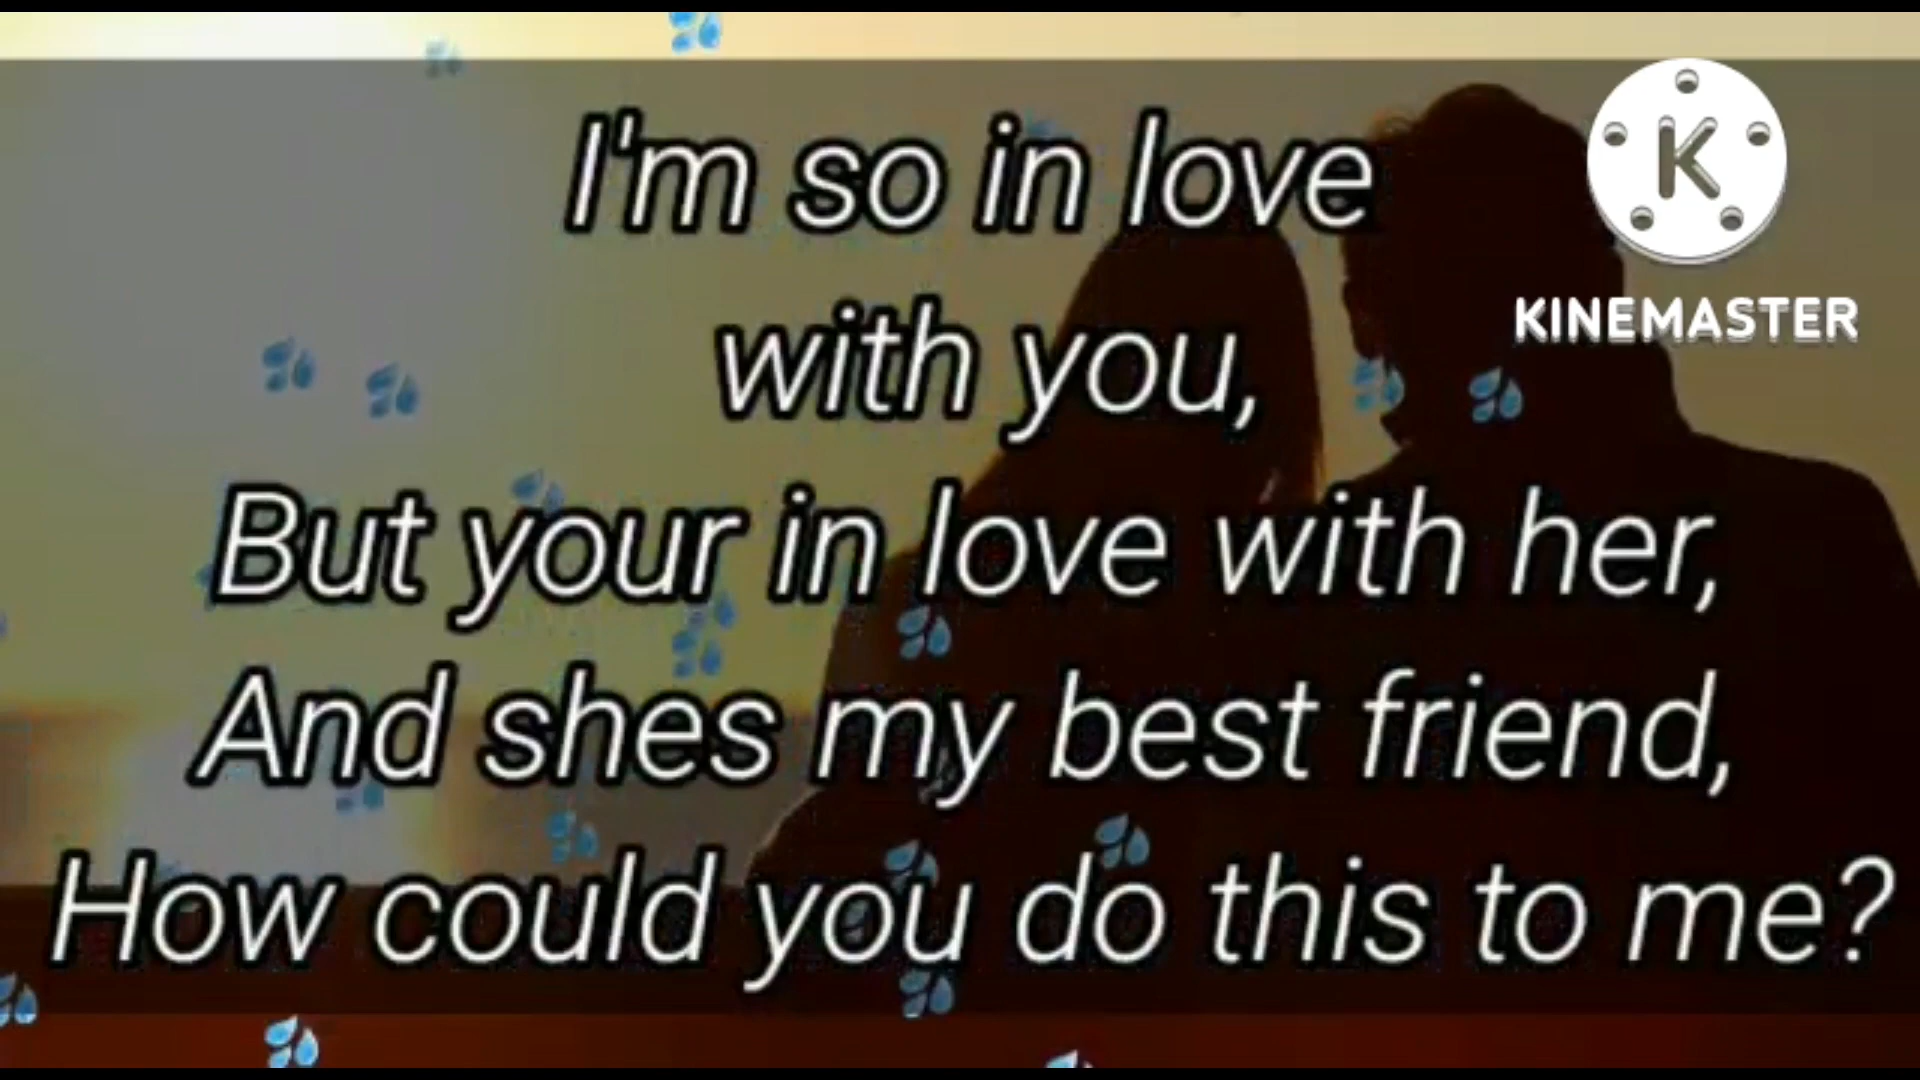 I'm so in love
with you,
But your in love with her,
And shes my best friend,
How could you do this to me?
K
KINEMASTER